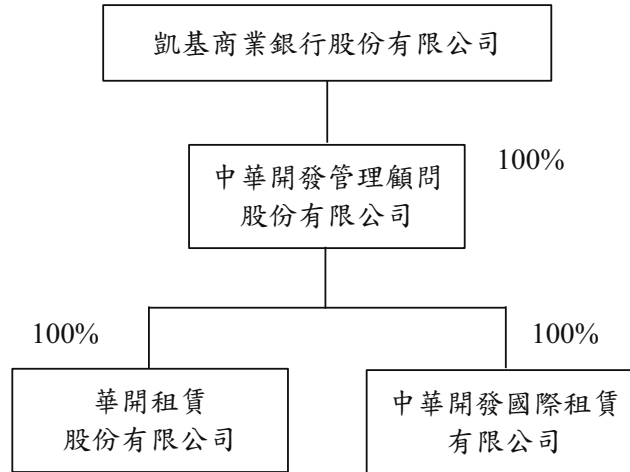 凱基商業銀行股份有限公司
100%
中華開發管理顧問
股份有限公司
100%
100%
華開租賃
股份有限公司
中華開發國際租賃
有限公司